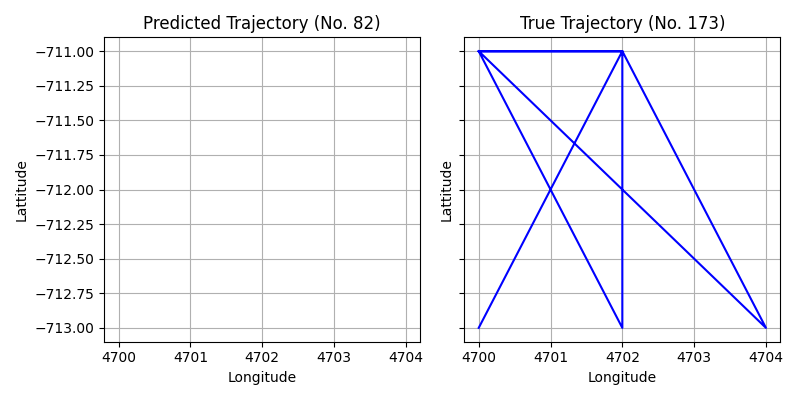 Predicted Trajectory (No. 82)
−711.00
−711.25
−711.50
−711.75
−712.00
−712.25
−712.50
−712.75
−713.00
Lattitude
4700 4701 4702 4703 4704
Longitude
True Trajectory (No. 173)
Lattitude
4700 4701 4702 4703 4704
Longitude